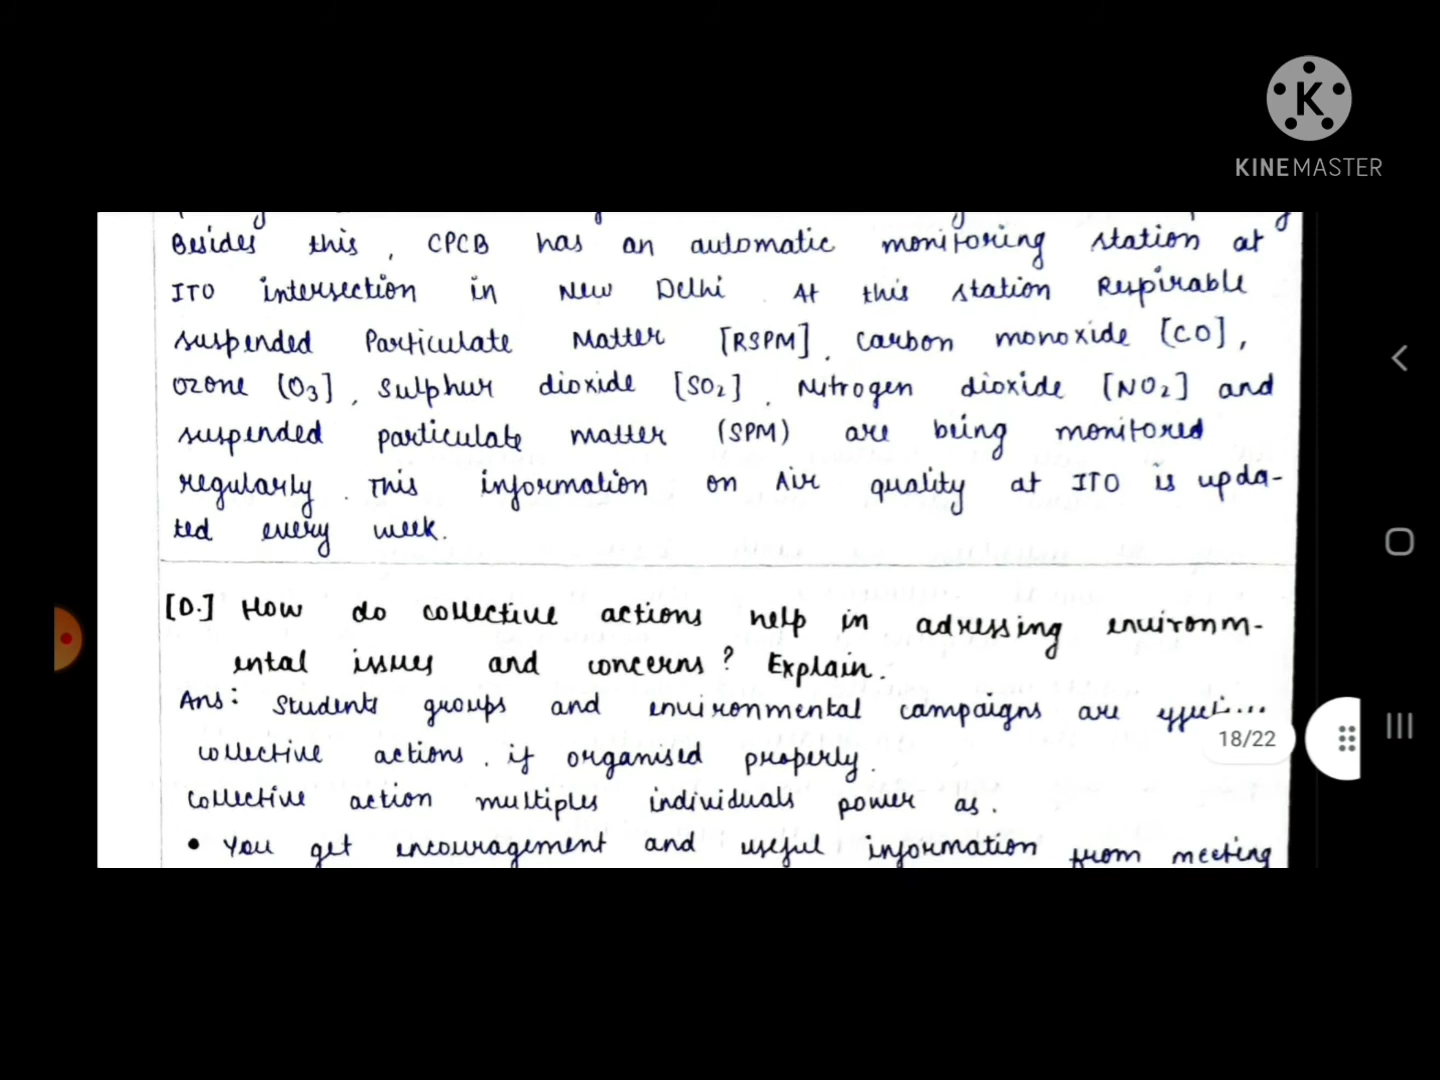 K
KINEMASTER
Besides this, CPCB has an automatic monitoring station at
ITO intersection in New Delhi. At this station Respirable
suspended Particulate Matter [RSPM], Carbon monoxide [CO],
ozone [O3], Sulphur dioxide [SO2], Nitrogen dioxide [NO2] and
suspended particulate matter (SPM) are being monitored
regularly. This information on Air quality at ITO is upda-
ted every week.
[D.] How do collective actions help in adressing environm-
ental issues and concerns? Explain.
Ans: Students groups and environmental campaigns are
18/22
collective actions, if organised properly.
Collective action multiples individuals power as.
• You get encouragement and useful information from meeting